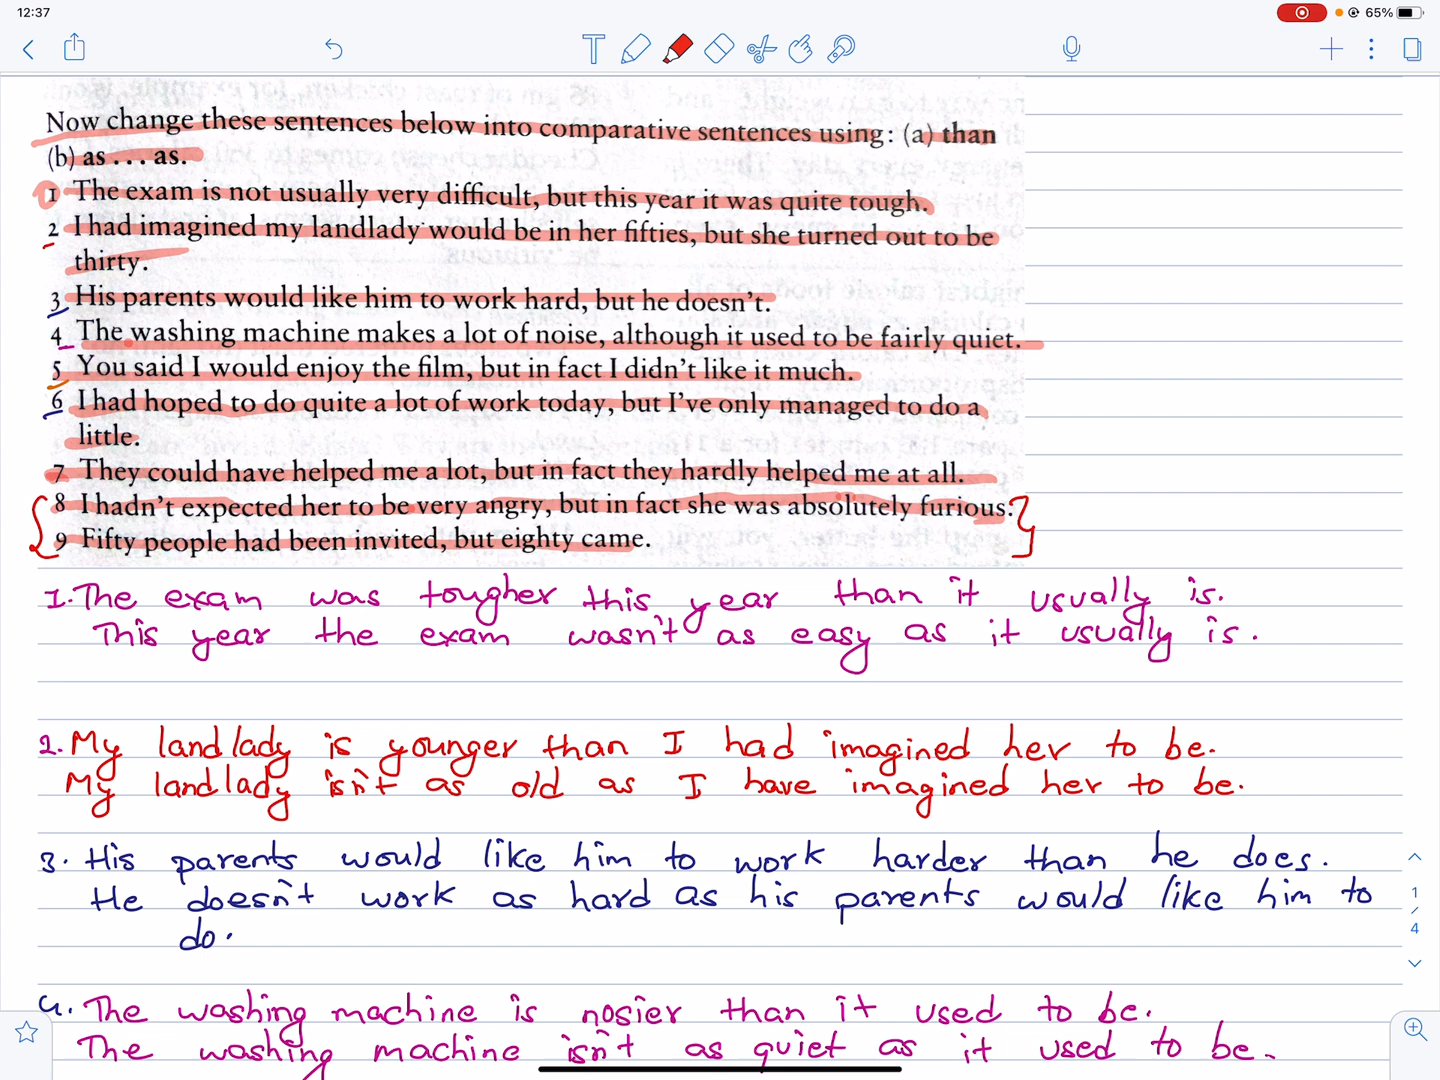 12:37
65%
Now change these sentences below into comparative sentences using: (a) than
(b) as . . . as.
1 The exam is not usually very difficult, but this year it was quite tough.
2 I had imagined my landlady would be in her fifties, but she turned out to be
thirty.
3 His parents would like him to work hard, but he doesn't.
4 The washing machine makes a lot of noise, although it used to be fairly quiet.
5 You said I would enjoy the film, but in fact I didn't like it much.
6 I had hoped to do quite a lot of work today, but I've only managed to do a
little.
7 They could have helped me a lot, but in fact they hardly helped me at all.
8 I hadn't expected her to be very angry, but in fact she was absolutely furious.
9 Fifty people had been invited, but eighty came.
1. The exam was tougher this year than it usually is.
This year the exam wasn't as easy as it usually is.
2. My landlady is younger than I had imagined her to be.
My landlady isn't as old as I have imagined her to be.
3. His parents would like him to work harder than he does.
He doesn't work as hard as his parents would like him to
do.
4. The washing machine is nosier than it used to be.
The washing machine isn't as quiet as it used to be.
1
/
4